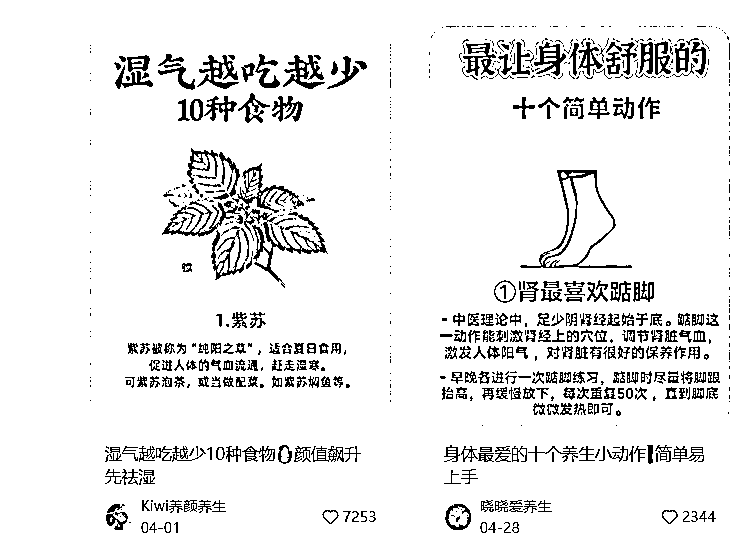 湿气越吃越少
10种食物
1.紫苏
紫苏被称为“纯阳之草”，适合夏日食用，
促进人体的气血流通，赶走湿寒。
可紫苏泡茶，或当做配菜。如紫苏焖鱼等。
湿气越吃越少10种食物 颜值飙升
先祛湿
Kiwi养颜养生
04-01
7253
最让身体舒服的
十个简单动作
①肾最喜欢踮脚
- 中医理论中，足少阴肾经起始于底。踮脚这
一动作能刺激肾经上的穴位，调节肾脏气血，
激发人体阳气，对肾脏有很好的保养作用。
- 早晚各进行一次踮脚练习，踮脚时尽量将脚跟
抬高，再缓慢放下，每次重复50次，直到脚底
微微发热即可。
身体最爱的十个养生小动作 简单易
上手
晓晓爱养生
04-28
2344